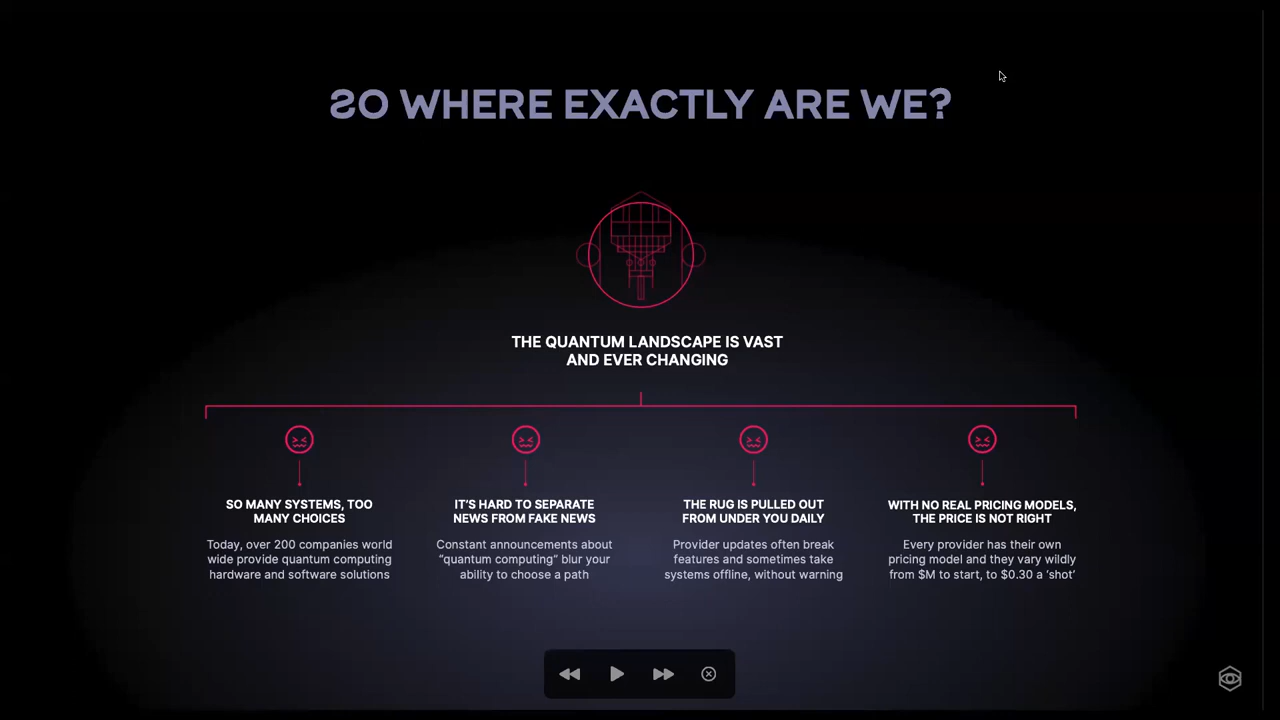 SO WHERE EXACTLY ARE WE?
THE QUANTUM LANDSCAPE IS VAST
AND EVER CHANGING
SO MANY SYSTEMS, TOO
MANY CHOICES
Today, over 200 companies world
wide provide quantum computing
hardware and software solutions
IT'S HARD TO SEPARATE
NEWS FROM FAKE NEWS
Constant announcements about
“quantum computing” blur your
ability to choose a path
THE RUG IS PULLED OUT
FROM UNDER YOU DAILY
Provider updates often break
features and sometimes take
systems offline, without warning
WITH NO REAL PRICING MODELS,
THE PRICE IS NOT RIGHT
Every provider has their own
pricing model and they vary wildly
from $M to start, to $0.30 a ‘shot’